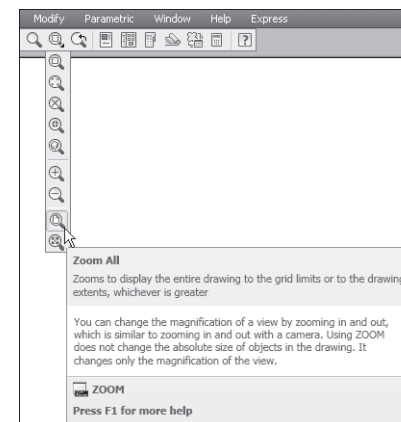 Modify Parametric Window Help Express
Zoom All
Zooms to display the entire drawing to the grid limits or to the drawing
extents, whichever is greater
You can change the magnification of a view by zooming in and out,
which is similar to zooming in and out with a camera. Using ZOOM
does not change the absolute size of objects in the drawing. It
changes only the magnification of the view.
ZOOM
Press F1 for more help